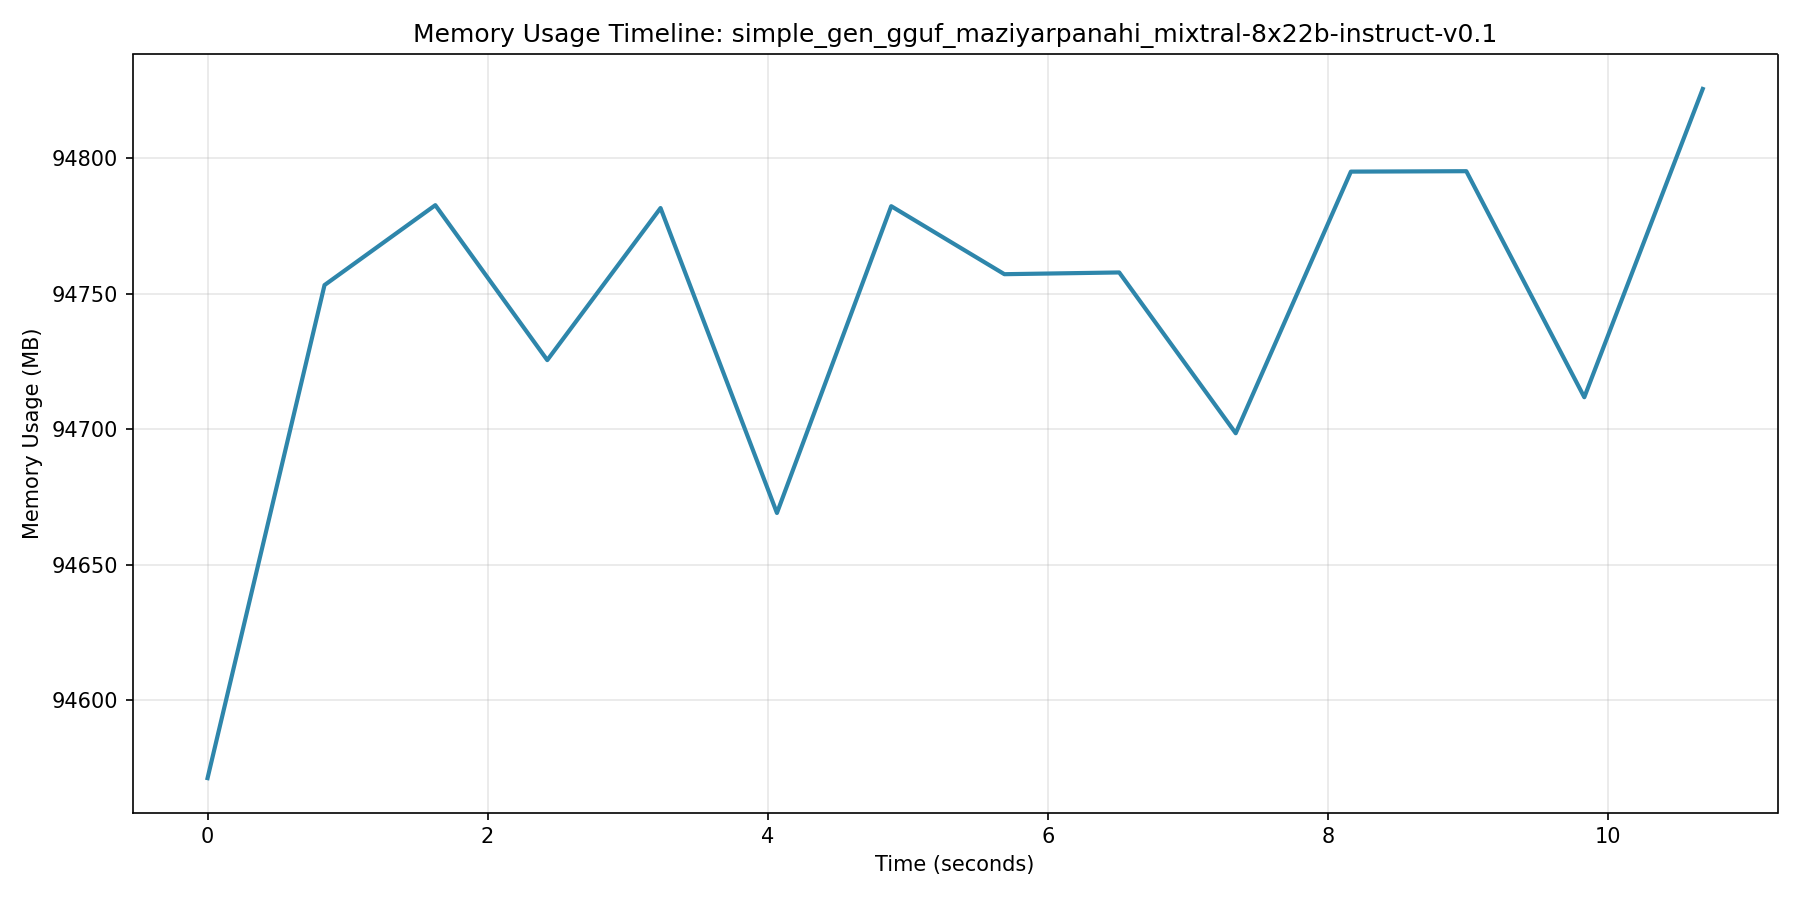 Memory Usage Timeline: simple_gen_gguf_maziyarpanahi_mixtral-8x22b-instruct-v0.1
Memory Usage (MB)
94800
94750
94700
94650
94600
0 2 4 6 8 10
Time (seconds)